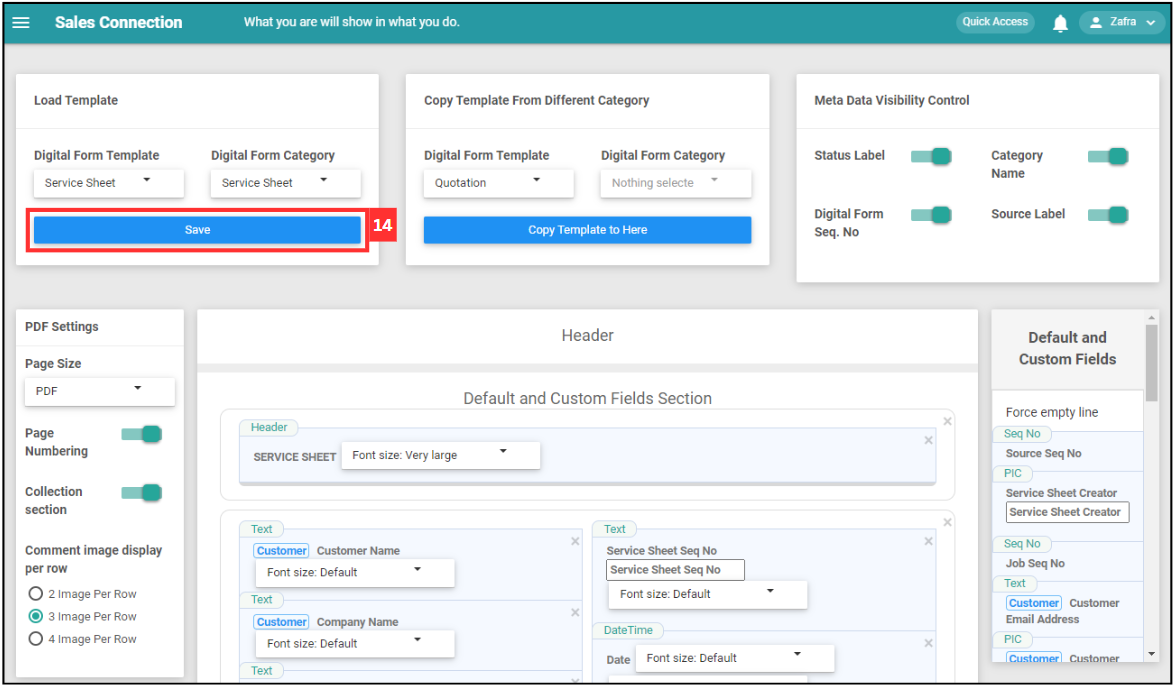 Sales Connection
What you are will show in what you do.
Quick Access
Zafra
Load Template
Digital Form Template
Digital Form Category
Service Sheet
Service Sheet
Save
14
Copy Template From Different Category
Digital Form Template
Digital Form Category
Quotation
Nothing selecte
Copy Template to Here
Meta Data Visibility Control
Status Label
Category
Name
Digital Form
Seq. No
Source Label
PDF Settings
Page Size
PDF
Page
Numbering
Collection
section
Comment image display
per row
2 Image Per Row
3 Image Per Row
4 Image Per Row
Header
Default and Custom Fields Section
Header
SERVICE SHEET
Font size: Very large
Text
Customer Customer Name
Font size: Default
Text
Customer Company Name
Font size: Default
Text
Text
Service Sheet Seq No
Service Sheet Seq No
Font size: Default
DateTime
Date
Font size: Default
Default and
Custom Fields
Force empty line
Seq No
Source Seq No
PIC
Service Sheet Creator
Service Sheet Creator
Seq No
Job Seq No
Text
Customer Customer
Email Address
PIC
Customer Customer